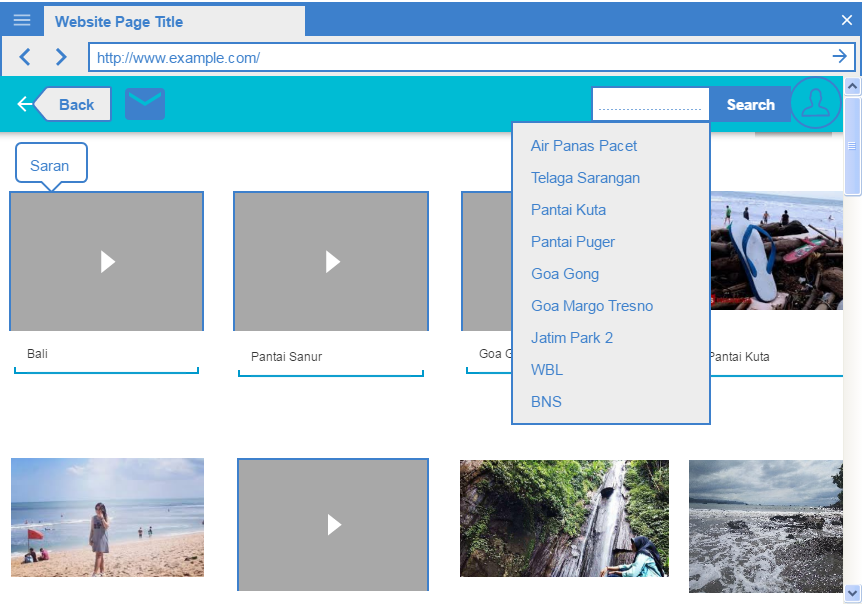 Website Page Title
http://www.example.com/
Back
Search
Saran
Air Panas Pacet
Telaga Sarangan
Pantai Kuta
Pantai Puger
Goa Gong
Goa Margo Tresno
Jatim Park 2
WBL
BNS
Bali
Pantai Sanur
Goa
Pantai Kuta